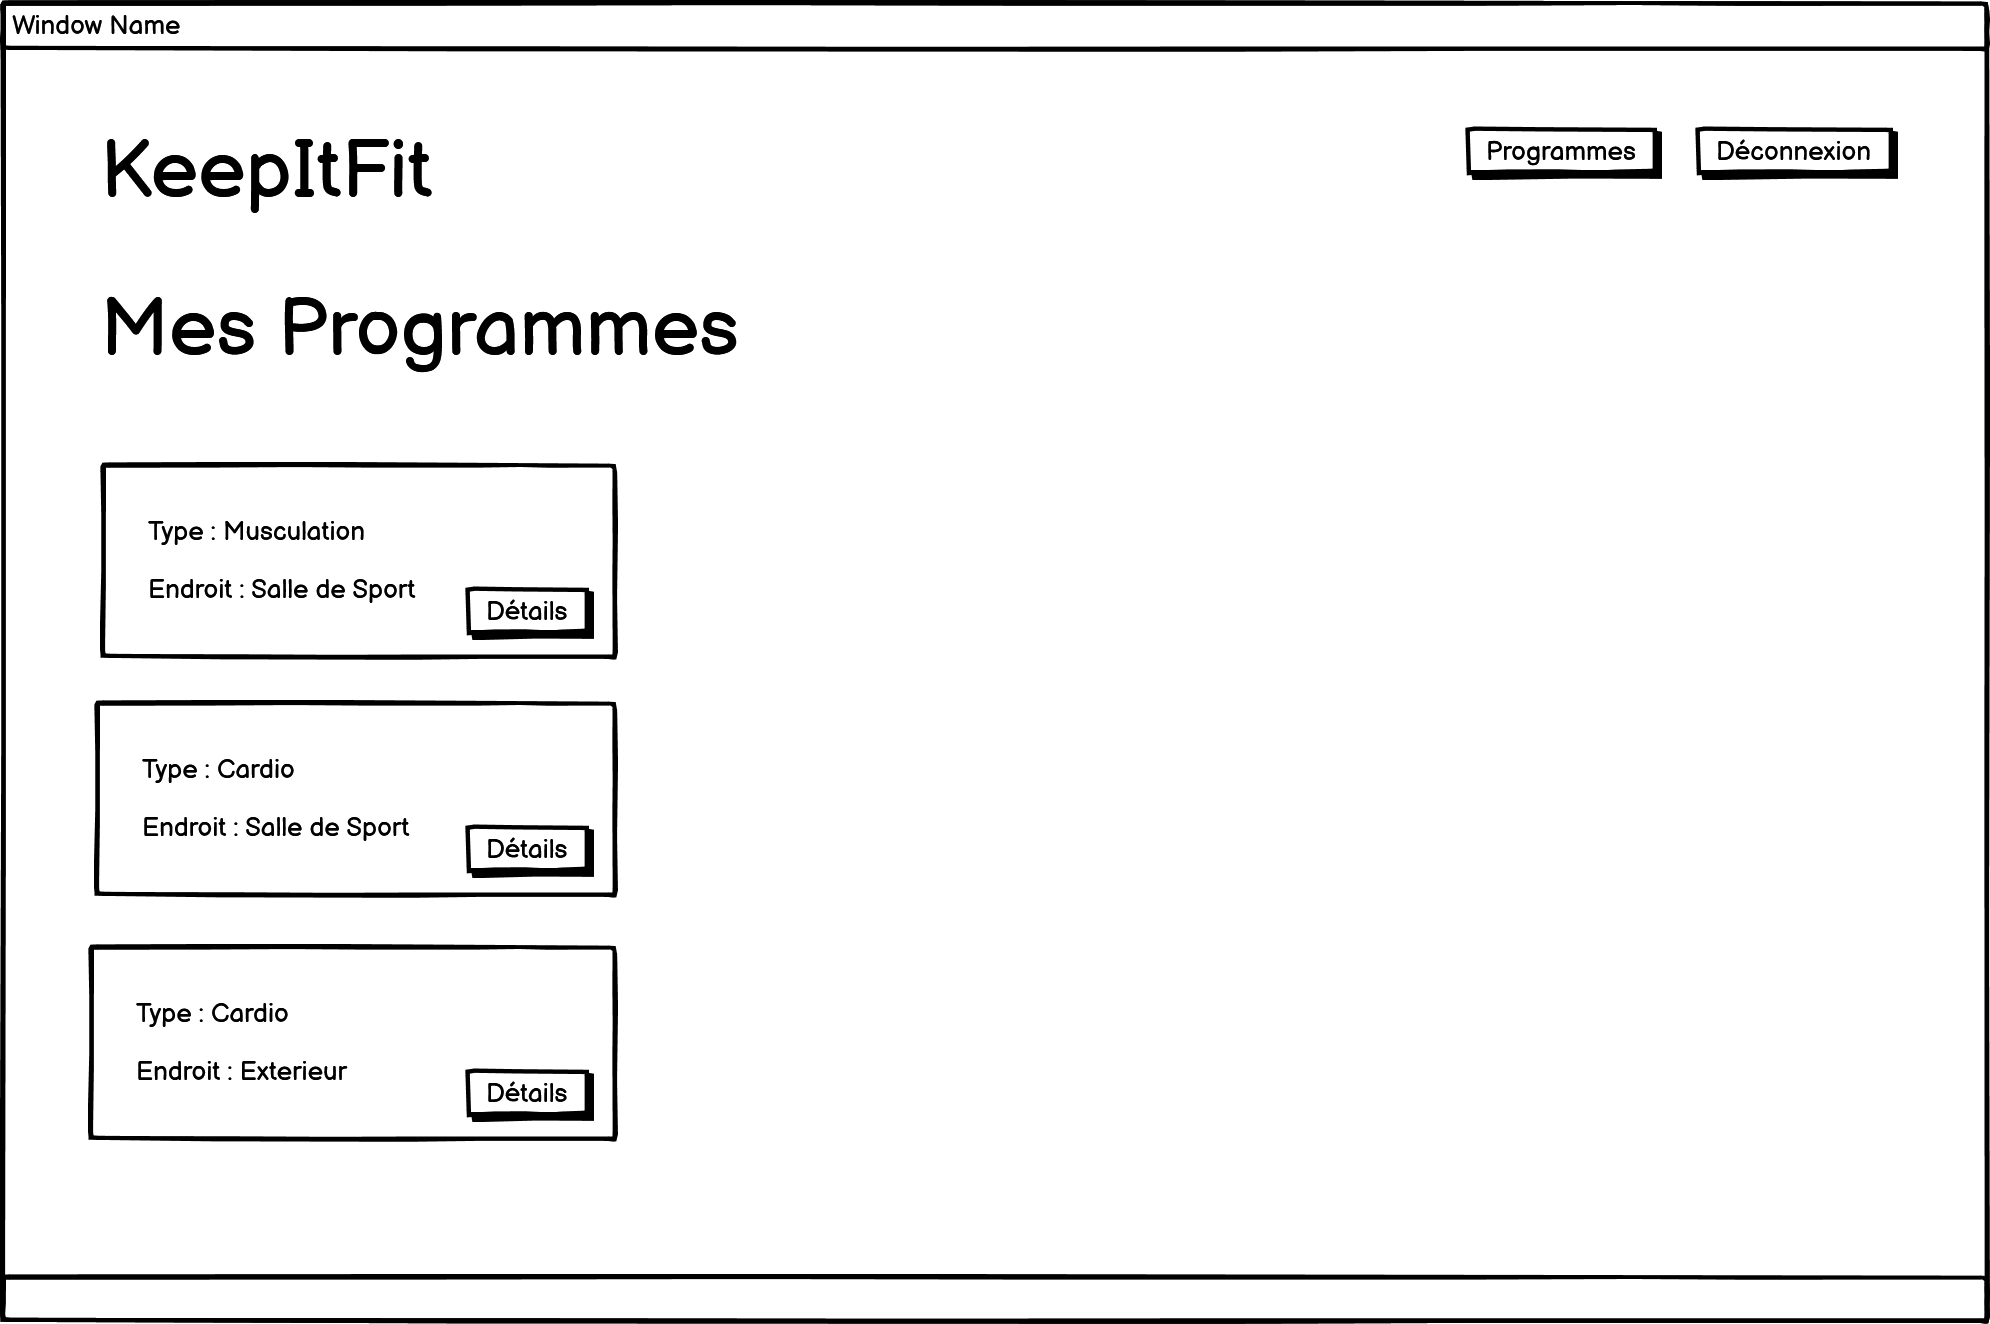 Window Name
KeepItFit
Programmes
Déconnexion
Mes Programmes
Type : Musculation
Endroit : Salle de Sport
Détails
Type : Cardio
Endroit : Salle de Sport
Détails
Type : Cardio
Endroit : Exterieur
Détails